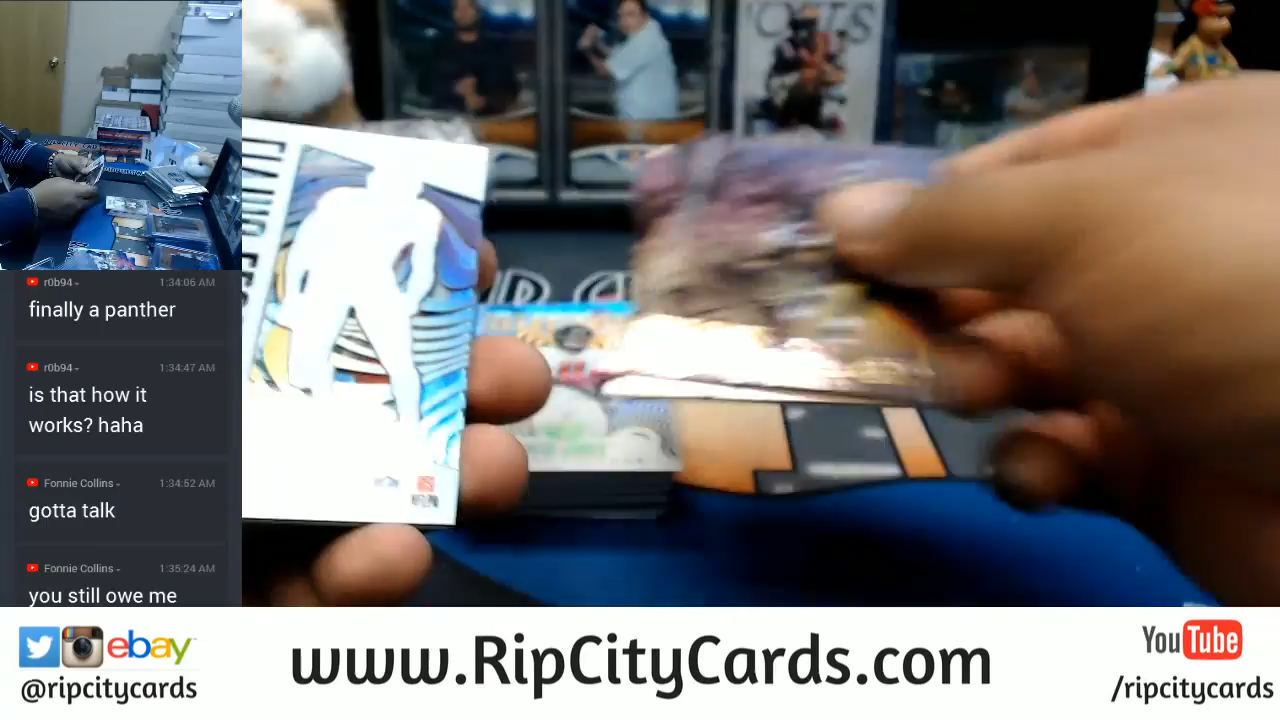 r0b94-
1:34:06 AM
finally a panther
r0b94-
1:34:47 AM
is that how it
works? haha
Fonnie Collins-
1:34:52 AM
gotta talk
Fonnie Collins-
1:35:24 AM
you still owe me
ebay
@ripcitycards
www.RipCityCards.com
YouTube
/ripcitycards